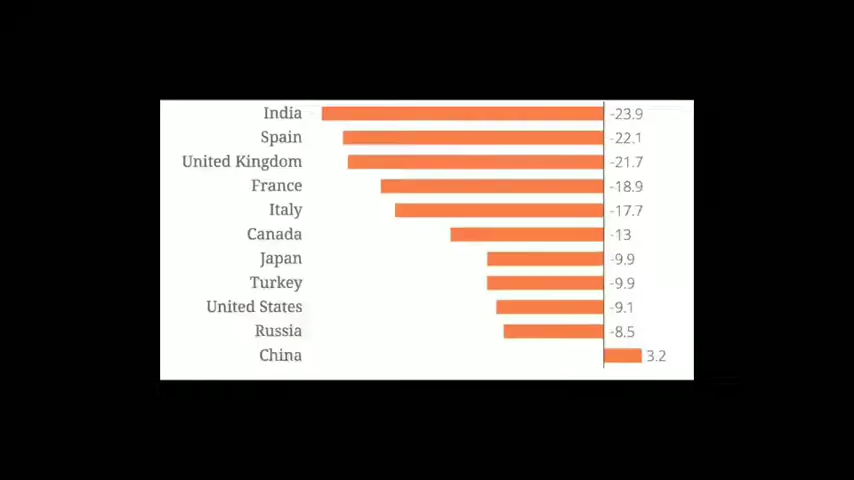 India -23.9
Spain -22.1
United Kingdom -21.7
France -18.9
Italy -17.7
Canada -13
Japan -9.9
Turkey -9.9
United States -9.1
Russia -8.5
China 3.2